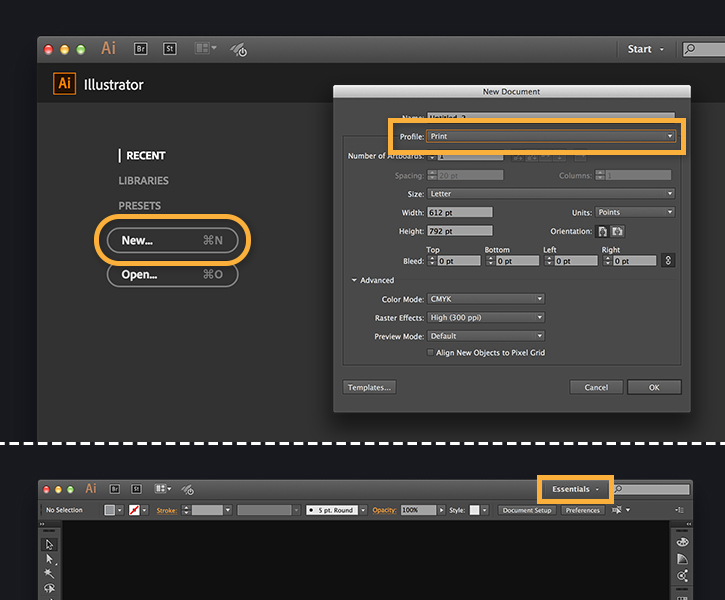 Ai Br St Start
Ai Illustrator
New Document
Name: Untitled-2
Profile: Print
Number of Artboards: 1
Spacing: 20 pt Columns: 1
Size: Letter
Width: 612 pt Units: Points
Height: 792 pt Orientation:
Top Bottom Left Right
Bleed: 0 pt 0 pt 0 pt 0 pt
Advanced
Color Mode: CMYK
Raster Effects: High (300 ppi)
Preview Mode: Default
Align New Objects to Pixel Grid
Templates... Cancel OK
RECENT
LIBRARIES
PRESETS
New... ⌘N
Open... ⌘O
Ai Br St Essentials
No Selection Stroke: 5 pt. Round Opacity: 100% Style: Document Setup Preferences